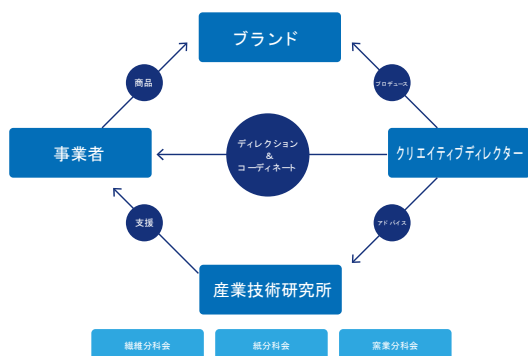 ブランド
商品
プロデュース
事業者
ディレクション
&
コーディネート
クリエイティブディレクター
支援
アドバイス
産業技術研究所
繊維分科会
紙分科会
窯業分科会